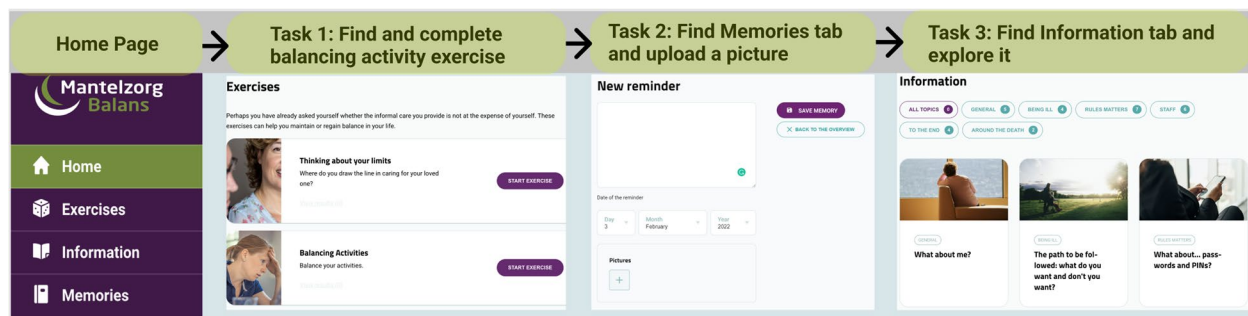 Home Page
Task 1: Find and complete
balancing activity exercise
Task 2: Find Memories tab
and upload a picture
Task 3: Find Information tab and
explore it
Mantelzorg
Balans
Home
Exercises
Information
Memories
Exercises
Perhaps you have already asked yourself whether the informal care you provide is not at the expense of yourself. These
exercises can help you maintain or regain balance in your life.
Thinking about your limits
Where do you draw the line in caring for your loved
one?
START EXERCISE
Balancing Activities
Balance your activities.
START EXERCISE
New reminder
SAVE MEMORY
BACK TO THE OVERVIEW
Date of the reminder
Day
3
Month
February
Year
2022
Pictures
Information
ALL TOPICS
GENERAL
BEING ILL
RULES MATTERS
STAFF
TO THE END
AROUND THE DEATH
GENERAL
What about me?
BEING ILL
The path to be fol-
lowed: what do you
want and don't you
want?
RULES MATTERS
What about... pass-
words and PINs?